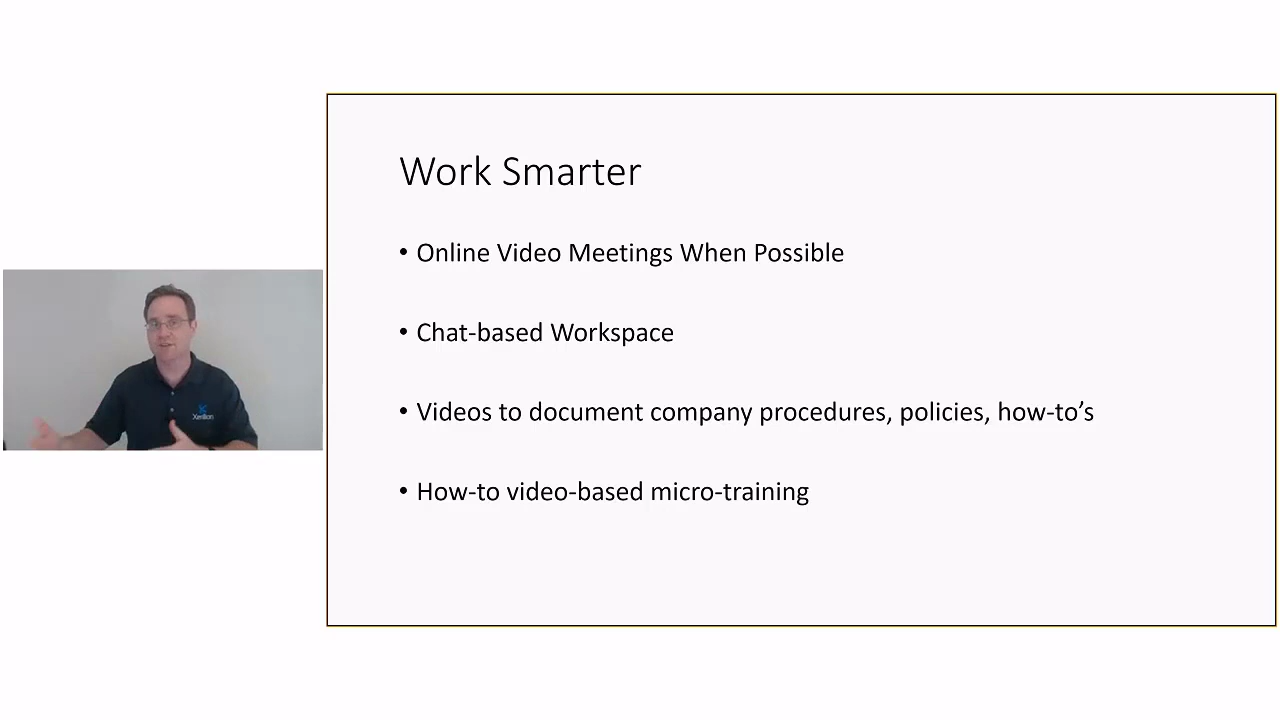 Work Smarter
• Online Video Meetings When Possible
• Chat-based Workspace
• Videos to document company procedures, policies, how-to’s
• How-to video-based micro-training
Xerillion